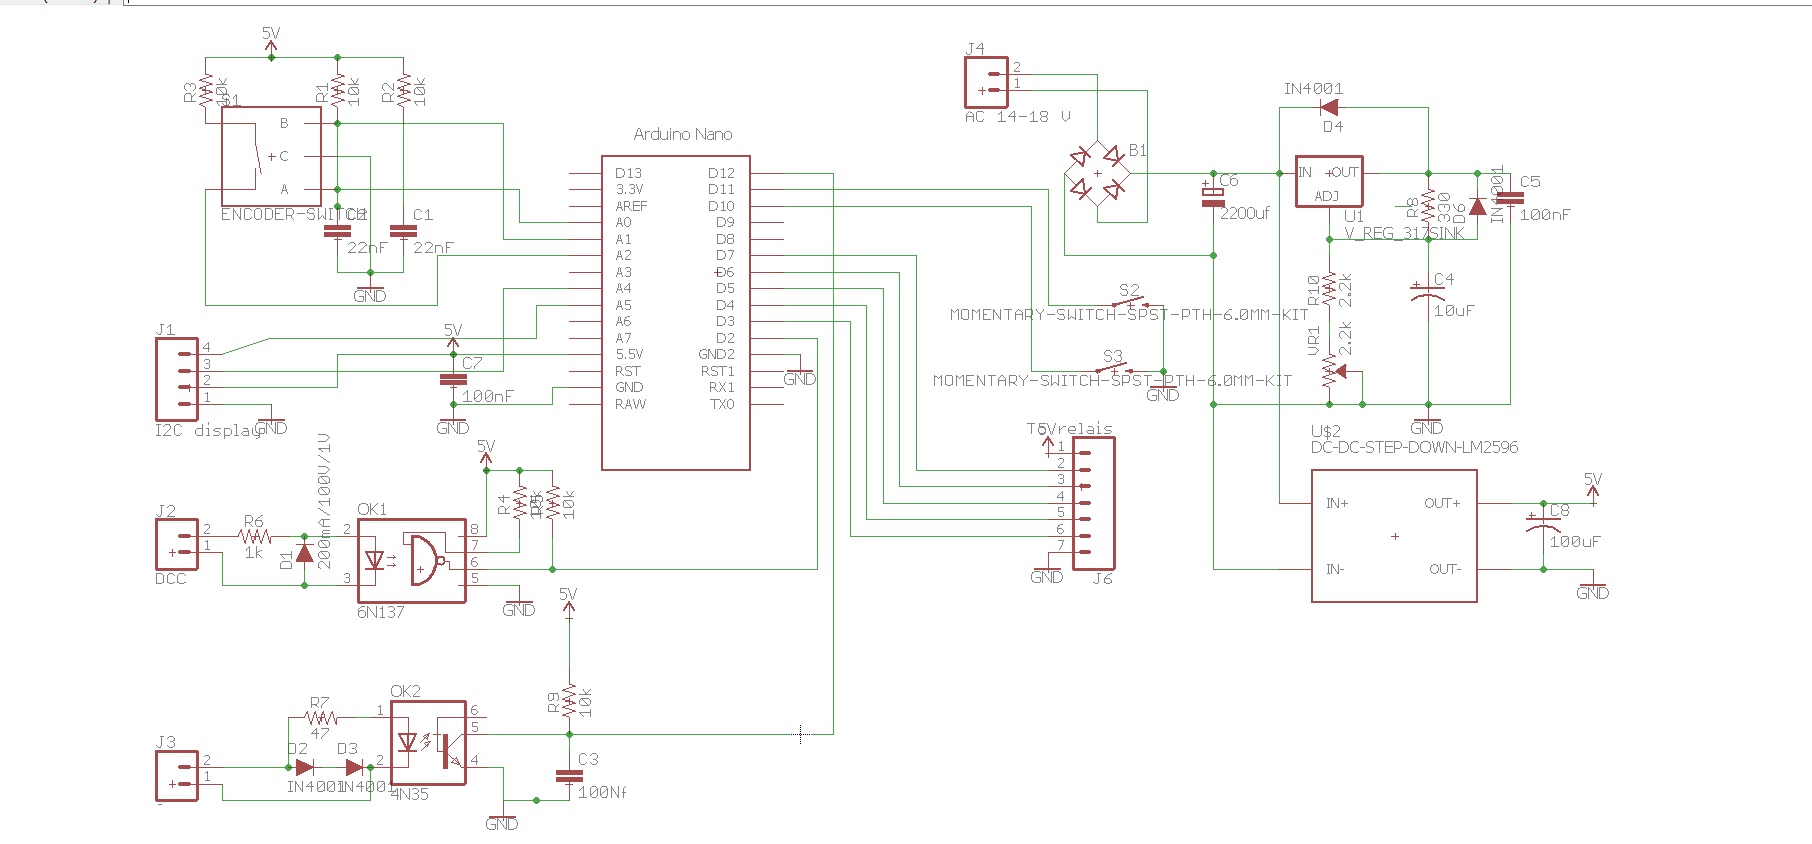 5V
R3
10k
R1
10k
R2
10k
S1
B
C
A
ENCODER-SWITCH
C2
22nF
C1
22nF
GND
Arduino Nano
D13
3.3V
AREF
A0
A1
A2
A3
A4
A5
A6
A7
5.5V
RST
GND
RAW
D12
D11
D10
D9
D8
D7
D6
D5
D4
D3
D2
GND2
RST1
RX1
TX0
GND
J1
4
3
2
1
I2C display
GND
5V
C7
100nF
GND
J2
2
1
DCC
R6
1k
D1
200mA/100V/1V
OK1
2
3
8
7
6
5
6N137
5V
R4
10k
R5
10k
GND
J3
2
1
R7
47
D2
IN4001
D3
IN4001
OK2
1
2
6
5
4
4N35
5V
R9
10k
C3
100Nf
GND
J4
2
1
AC 14-18 V
B1
C6
2200uf
IN4001
D4
IN
OUT
ADJ
U1
V_REG_317SINK
R8
330
D6
IN4001
C5
100nF
R10
2.2k
VR1
2.2k
C4
10uF
GND
S2
MOMENTARY-SWITCH-SPST-PTH-6.0MM-KIT
S3
MOMENTARY-SWITCH-SPST-PTH-6.0MM-KIT
GND
5Vrelais
1
2
3
4
5
6
7
GND
J6
U$2
DC-DC-STEP-DOWN-LM2596
IN+
IN-
OUT+
OUT-
5V
C8
100uF
GND